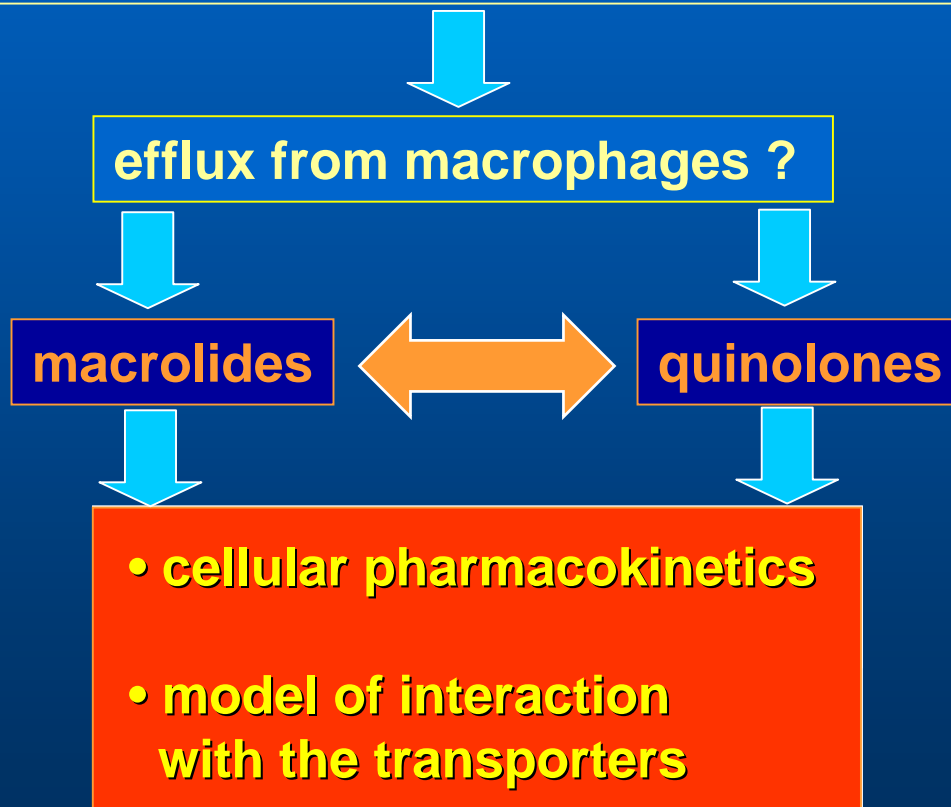 efflux from macrophages ?
macrolides
quinolones
• cellular pharmacokinetics
• model of interaction
with the transporters